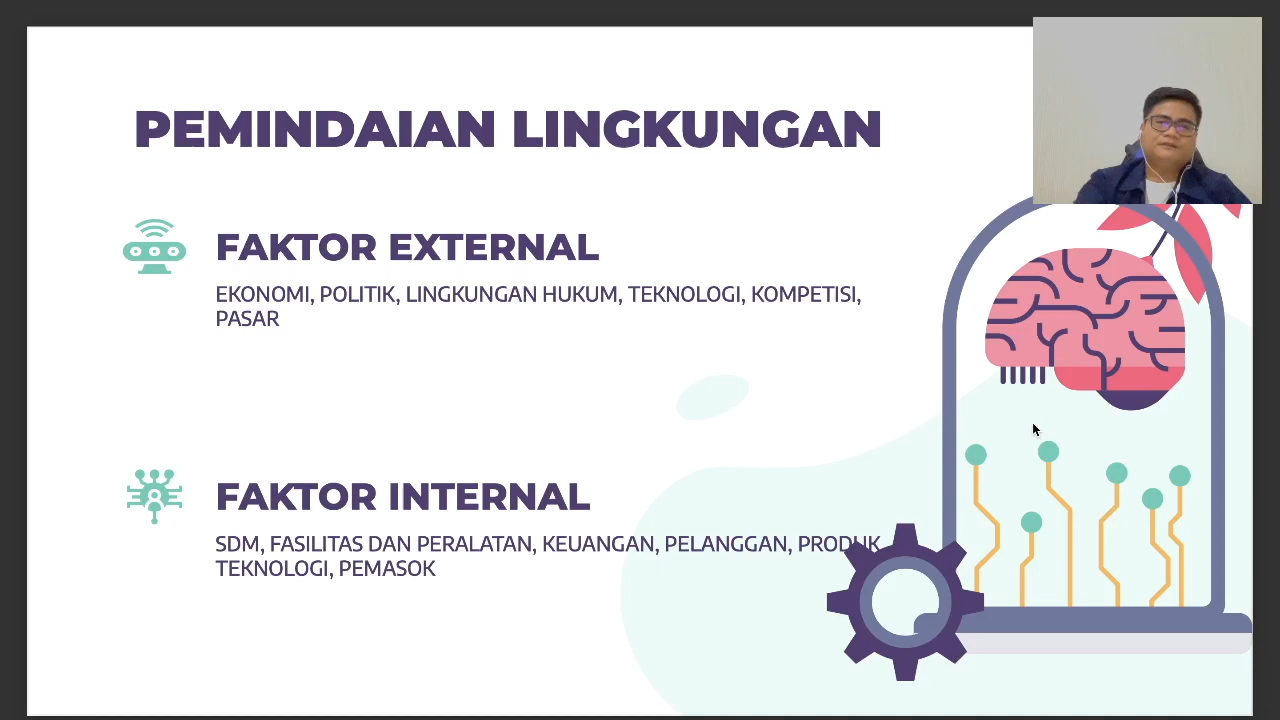 PEMINDAIAN LINGKUNGAN
FAKTOR EXTERNAL
EKONOMI, POLITIK, LINGKUNGAN HUKUM, TEKNOLOGI, KOMPETISI,
PASAR
FAKTOR INTERNAL
SDM, FASILITAS DAN PERALATAN, KEUANGAN, PELANGGAN, PRODUK
TEKNOLOGI, PEMASOK